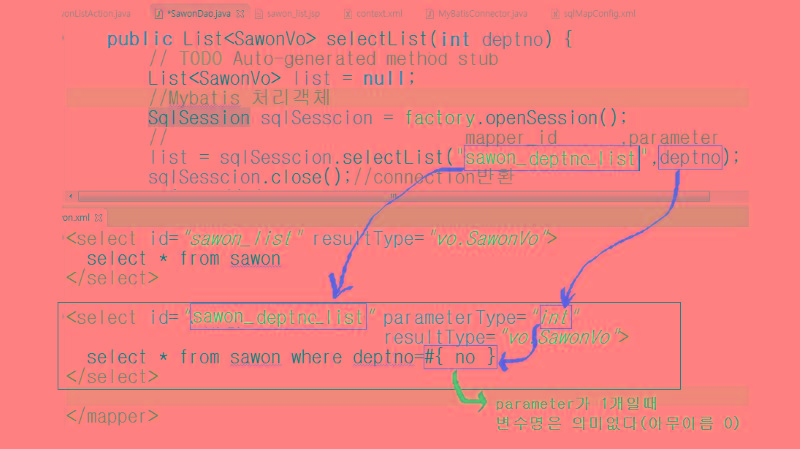 onListAction.java *SawonDao.java sawon_list.jsp context.xml MyBatisConnector.java sqlMapConfig.xml
public List<SawonVo> selectList(int deptno) {
// TODO Auto-generated method stub
List<SawonVo> list = null;
//Mybatis 처리객체
SqlSession sqlSesscion = factory.openSession();
// mapper_id ,parameter
list = sqlSesscion.selectList("sawon_deptno_list",deptno);
sqlSesscion.close();//connection반환
on.xml
<select id="sawon_list" resultType="vo.SawonVo">
select * from sawon
</select>
<select id="sawon_deptno_list" parameterType="int"
resultType="vo.SawonVo">
select * from sawon where deptno=#{ no }
</select>
</mapper>
parameter가 1개일때
변수명은 의미없다(아무이름 O)